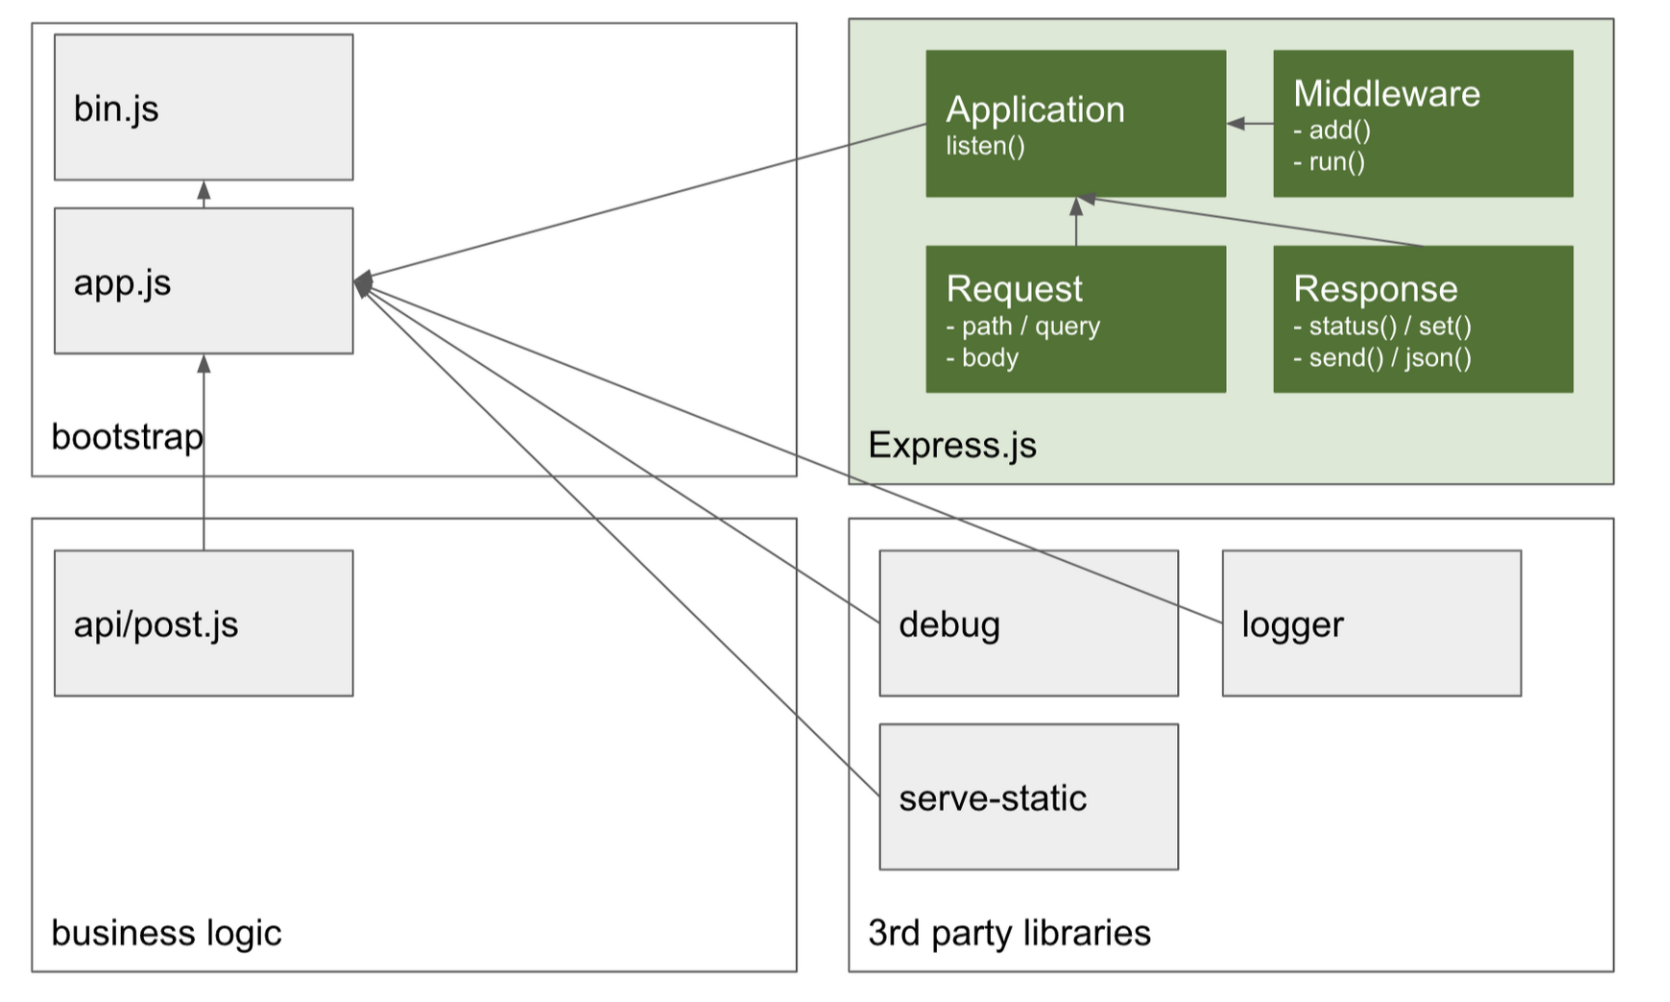 bin.js
app.js
bootstrap
Application
listen()
Middleware
- add()
- run()
Request
- path / query
- body
Response
- status() / set()
- send() / json()
Express.js
api/post.js
business logic
debug
logger
serve-static
3rd party libraries